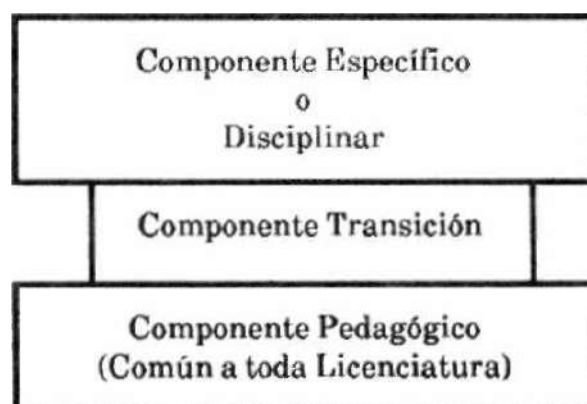 Componente Específico
o
Disciplinar
Componente Transición
Componente Pedagógico
(Común a toda Licenciatura)